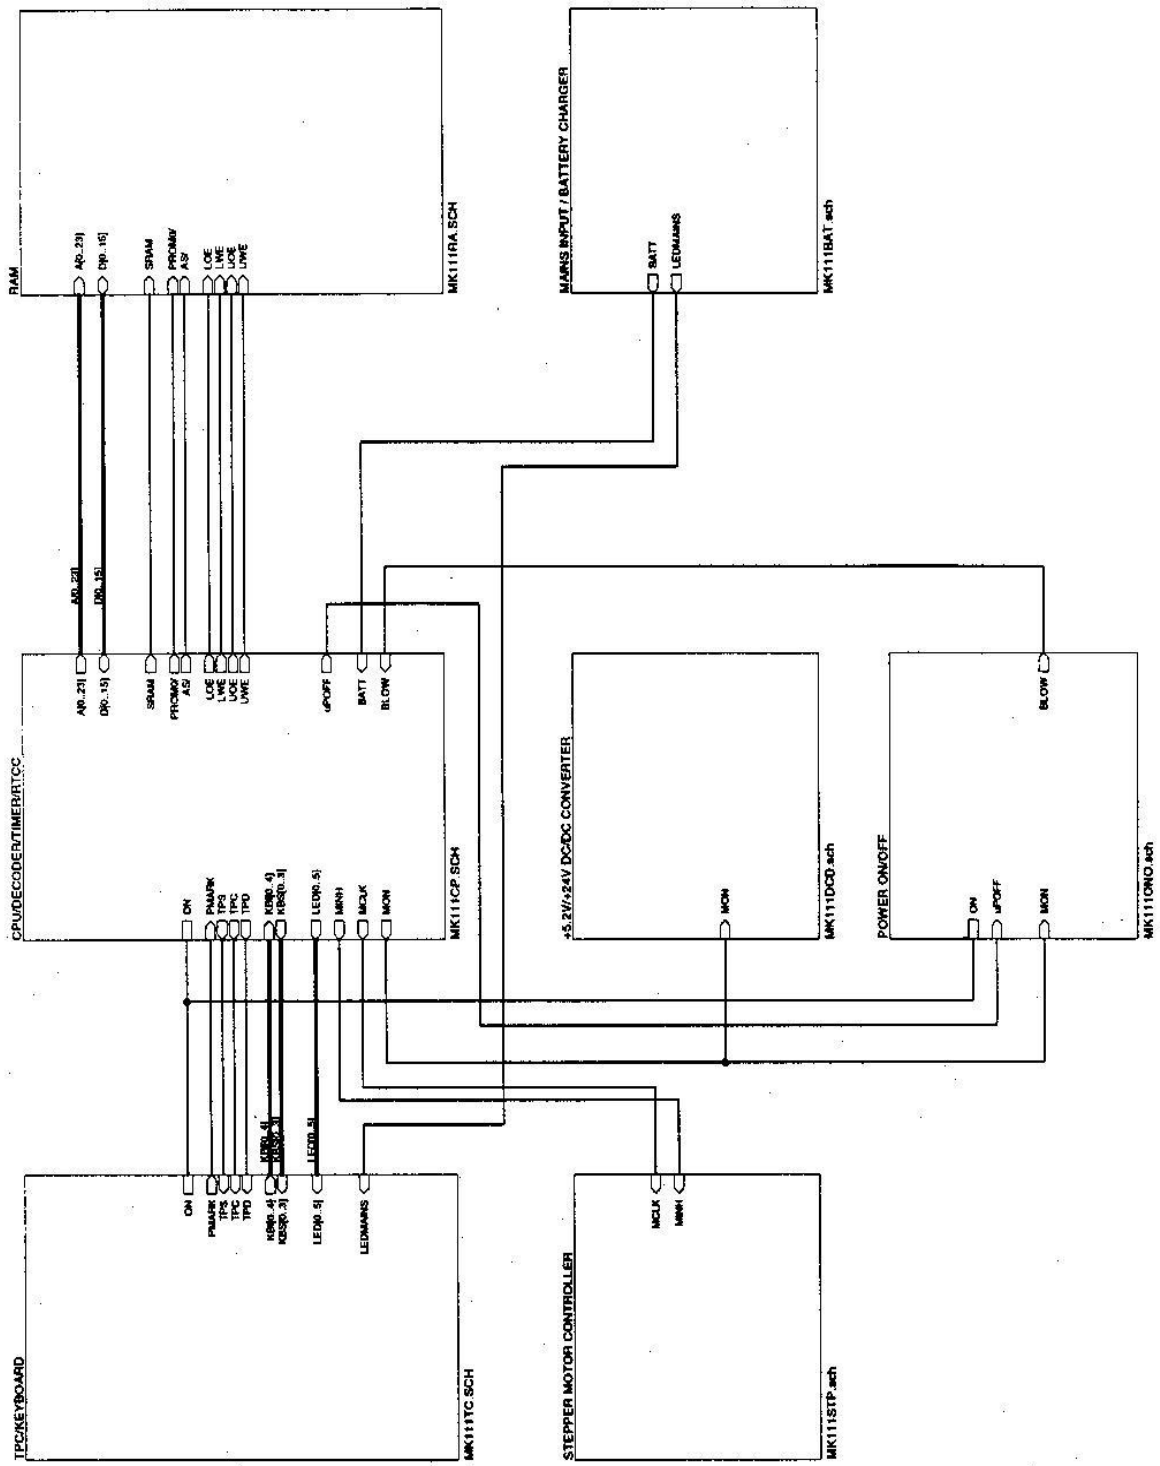 TPC/KEYBOARD
ON
PMARK
TPS
TPC
TPD
KBI[0..4]
KBS[0..3]
LED[0..5]
LEDMAINS
MK111TC.SCH
KBI[0..4]
KBS[0..3]
LED[0..5]
CPU/DECODER/TIMER/RTCC
ON
PMARK
TPS
TPC
TPD
KBI[0..4]
KBS[0..3]
LED[0..5]
MINH
MCLK
MON
A[0..23]
D[0..15]
SRAM
PROM0/
AS/
LOE
LWE
UOE
UWE
uPOFF
BATT
BLOW
MK111CP.SCH
A[0..23]
D[0..15]
RAM
A[0..23]
D[0..15]
SRAM
PROM0/
AS/
LOE
LWE
UOE
UWE
MK111RA.SCH
STEPPER MOTOR CONTROLLER
MCLK
MINH
MK111STP.sch
+5.2V/+24V DC/DC CONVERTER
MON
MK111DCD.sch
MAINS INPUT / BATTERY CHARGER
BATT
LEDMAINS
MK111BAT.sch
POWER ON/OFF
ON
uPOFF
MON
BLOW
MK111ONO.sch